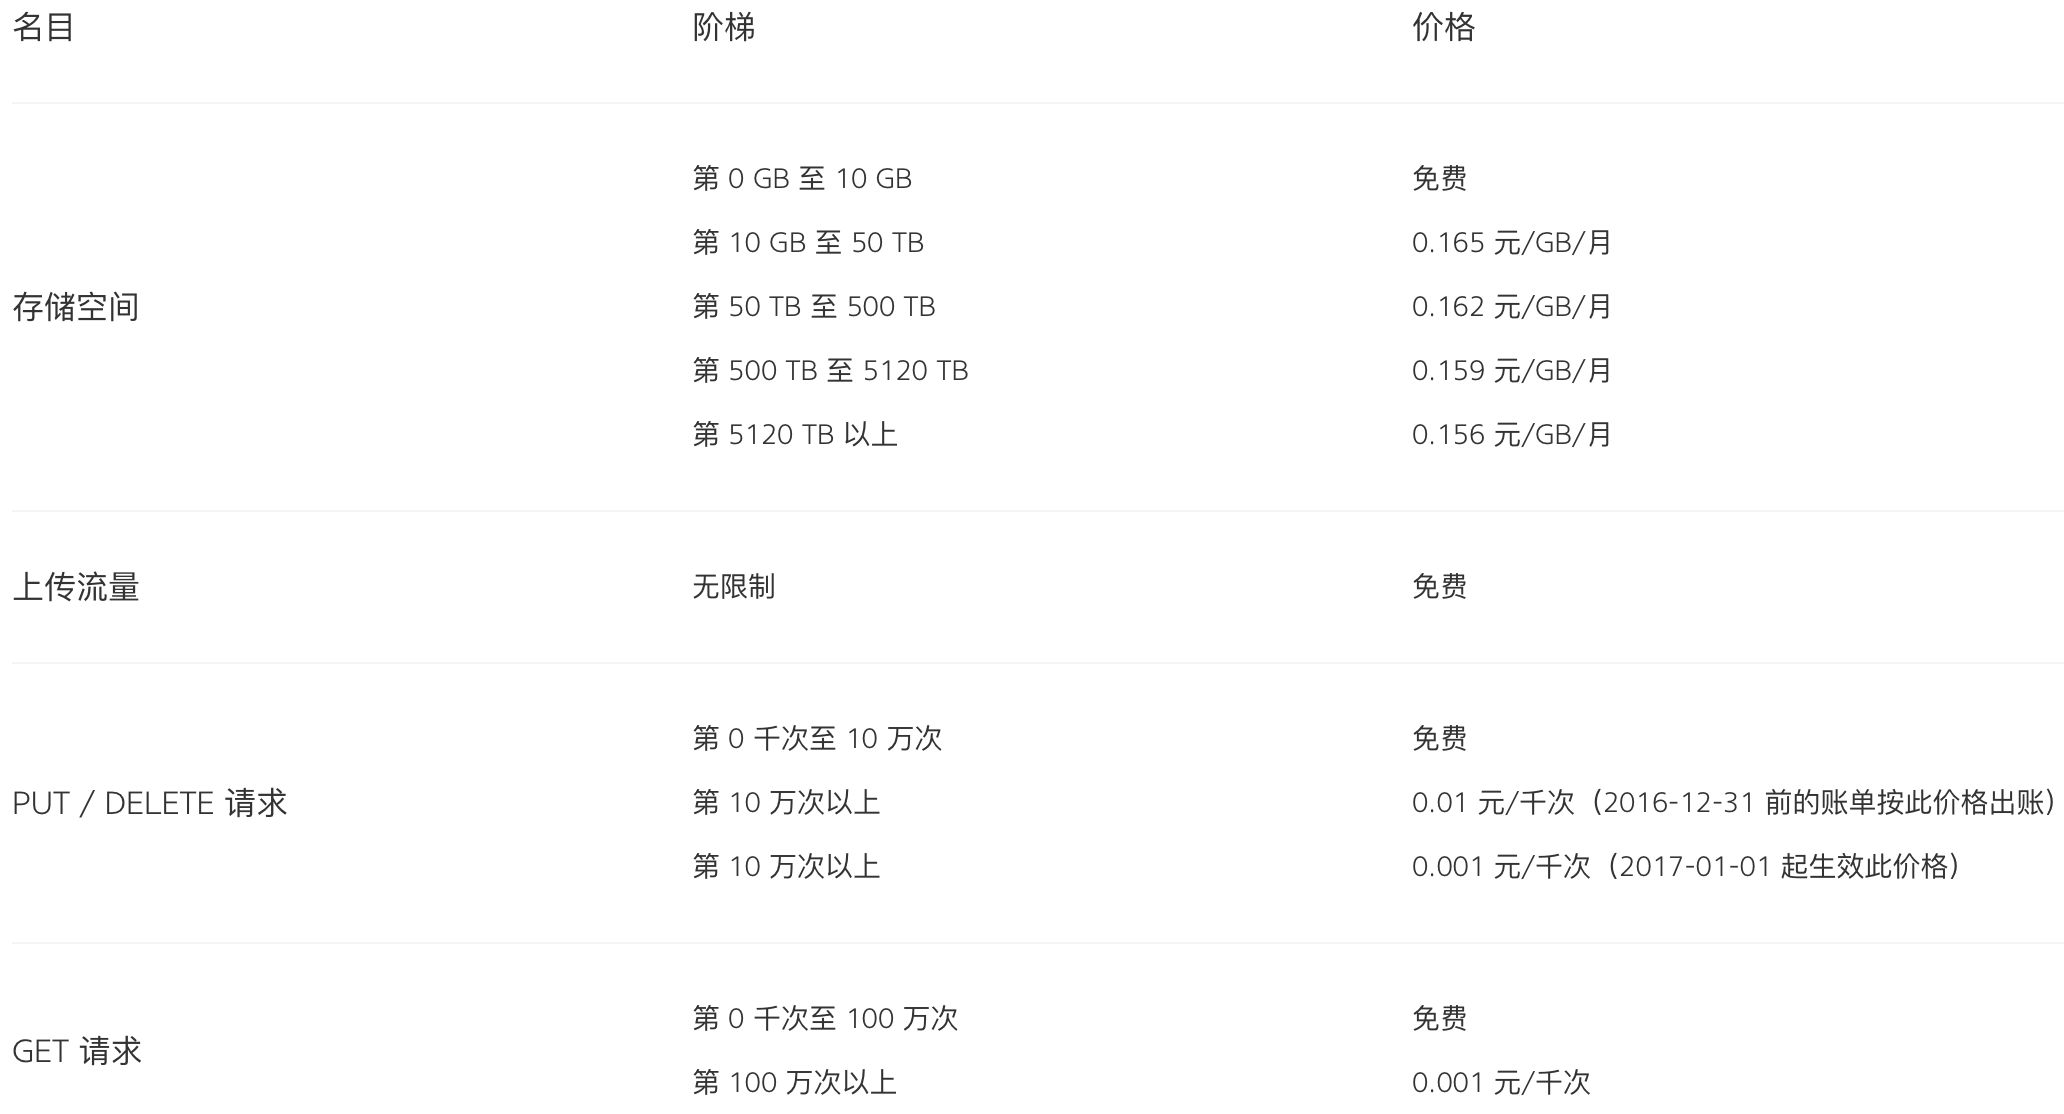 名目 阶梯 价格
第 0 GB 至 10 GB 免费
第 10 GB 至 50 TB 0.165 元/GB/月
存储空间 第 50 TB 至 500 TB 0.162 元/GB/月
第 500 TB 至 5120 TB 0.159 元/GB/月
第 5120 TB 以上 0.156 元/GB/月
上传流量 无限制 免费
第 0 千次至 10 万次 免费
PUT / DELETE 请求 第 10 万次以上 0.01 元/千次（2016-12-31 前的账单按此价格出账）
第 10 万次以上 0.001 元/千次（2017-01-01 起生效此价格）
第 0 千次至 100 万次 免费
GET 请求
第 100 万次以上 0.001 元/千次